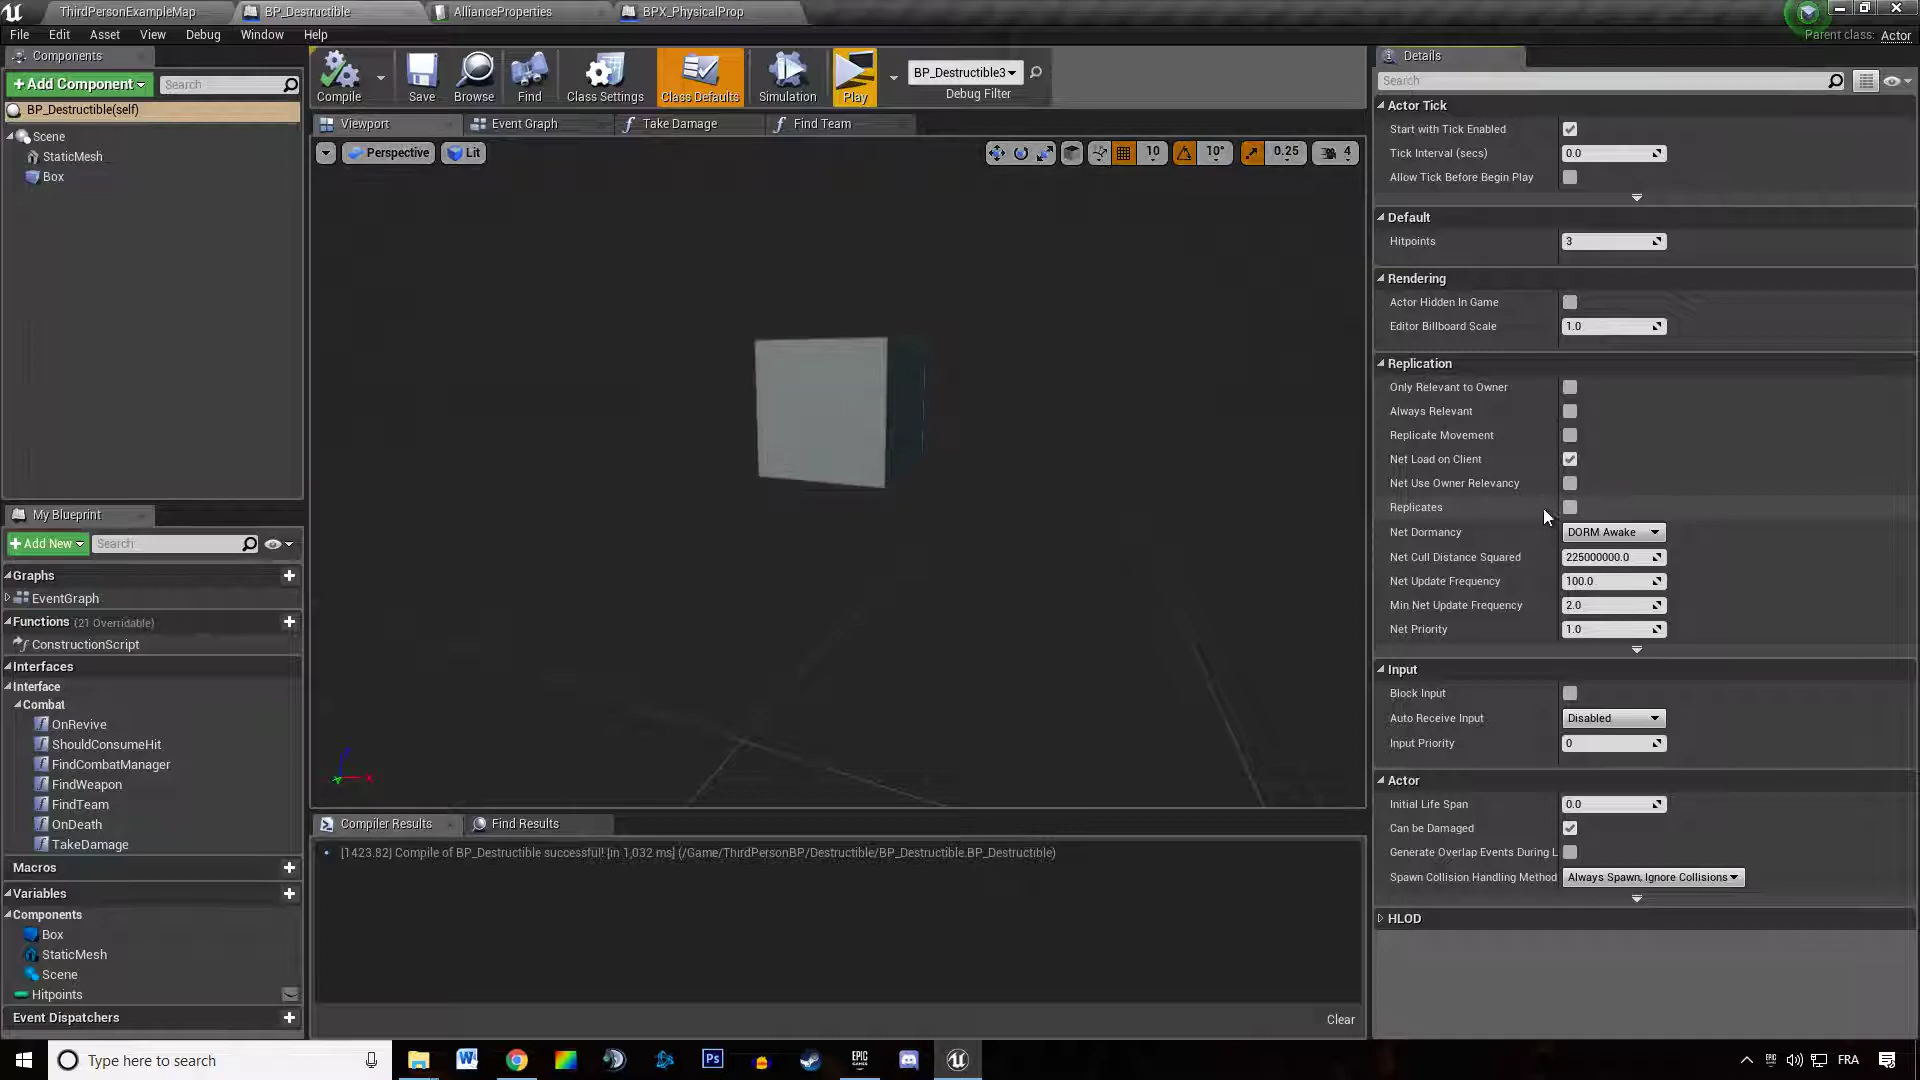 ThirdPersonExampleMap
BP_Destructible
AllianceProperties
BPX_PhysicalProp
File Edit Asset View Debug Window Help
Parent class: Actor
Components
+Add Component
Search
BP_Destructible(self)
Scene
StaticMesh
Box
Compile
Save
Browse
Find
Class Settings
Class Defaults
Simulation
Play
BP_Destructible3
Debug Filter
Viewport
Event Graph
Take Damage
Find Team
Perspective
Lit
10
10°
0.25
4
My Blueprint
+Add New
Search
Graphs
EventGraph
Functions (21 Overridable)
ConstructionScript
Interfaces
Interface
Combat
OnRevive
ShouldConsumeHit
FindCombatManager
FindWeapon
FindTeam
OnDeath
TakeDamage
Macros
Variables
Components
Box
StaticMesh
Scene
Hitpoints
Event Dispatchers
Compiler Results
Find Results
[1423.82] Compile of BP_Destructible successful! [in 1,032 ms] (/Game/ThirdPersonBP/Destructible/BP_Destructible.BP_Destructible)
Clear
Details
Search
Actor Tick
Start with Tick Enabled
Tick Interval (secs) 0.0
Allow Tick Before Begin Play
Default
Hitpoints 3
Rendering
Actor Hidden In Game
Editor Billboard Scale 1.0
Replication
Only Relevant to Owner
Always Relevant
Replicate Movement
Net Load on Client
Net Use Owner Relevancy
Replicates
Net Dormancy DORM Awake
Net Cull Distance Squared 225000000.0
Net Update Frequency 100.0
Min Net Update Frequency 2.0
Net Priority 1.0
Input
Block Input
Auto Receive Input Disabled
Input Priority 0
Actor
Initial Life Span 0.0
Can be Damaged
Generate Overlap Events During L
Spawn Collision Handling Method Always Spawn, Ignore Collisions
HLOD
Type here to search
Ps
EPIC
FRA